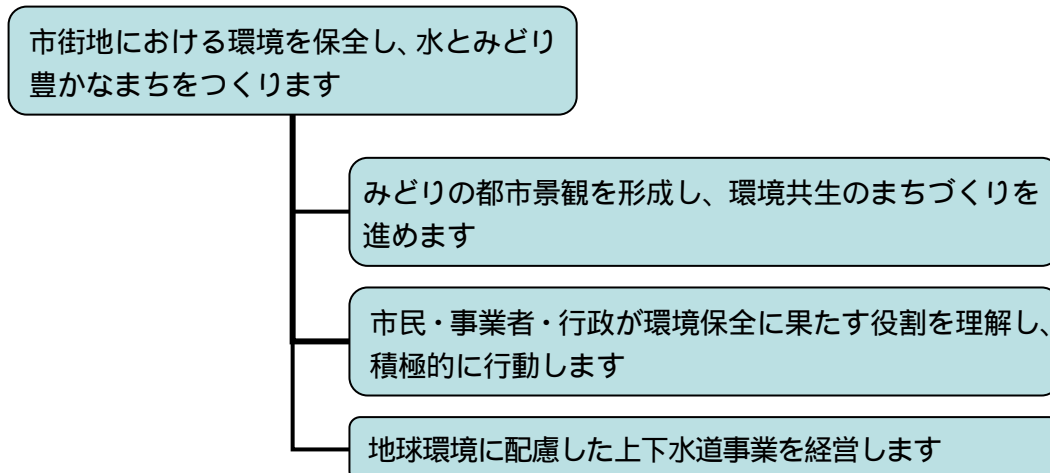 市街地における環境を保全し、水とみどり
豊かなまちをつくります
みどりの都市景観を形成し、環境共生のまちづくりを
進めます
市民・事業者・行政が環境保全に果たす役割を理解し、
積極的に行動します
地球環境に配慮した上下水道事業を経営します